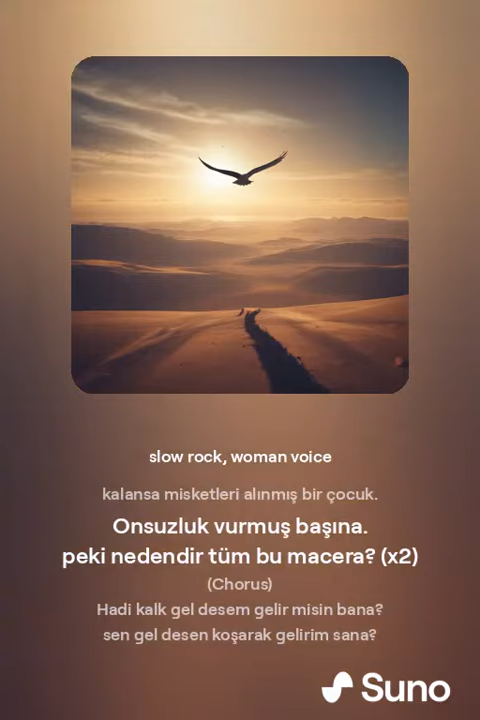 slow rock, woman voice
kalansa misketleri alınmış bir çocuk.
Onsuzluk vurmuş başına.
peki nedendir tüm bu macera? (x2)
(Chorus)
Hadi kalk gel desem gelir misin bana?
sen gel desen koşarak gelirim sana?
Suno